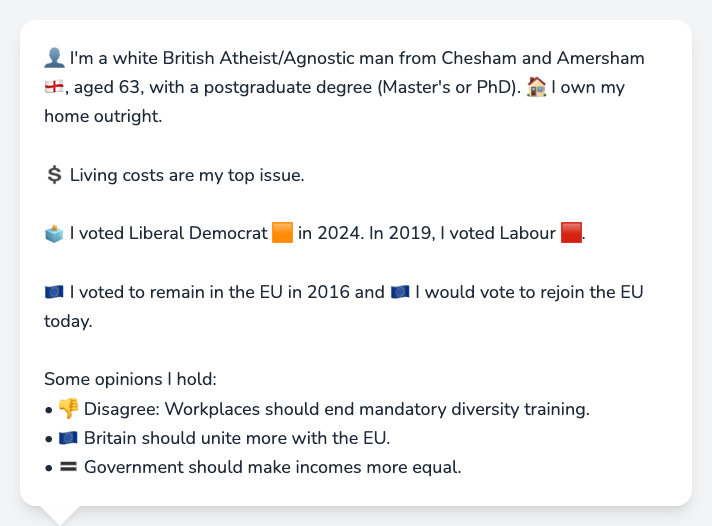 👤 I'm a white British Atheist/Agnostic man from Chesham and Amersham
🏴󠁧󠁢󠁥󠁮󠁧󠁿, aged 63, with a postgraduate degree (Master's or PhD). 🏠 I own my
home outright.
💲 Living costs are my top issue.
🗳️ I voted Liberal Democrat 🟧 in 2024. In 2019, I voted Labour 🟥.
🇪🇺 I voted to remain in the EU in 2016 and 🇪🇺 I would vote to rejoin the EU
today.
Some opinions I hold:
• 👎 Disagree: Workplaces should end mandatory diversity training.
• 🇪🇺 Britain should unite more with the EU.
• 🟰 Government should make incomes more equal.